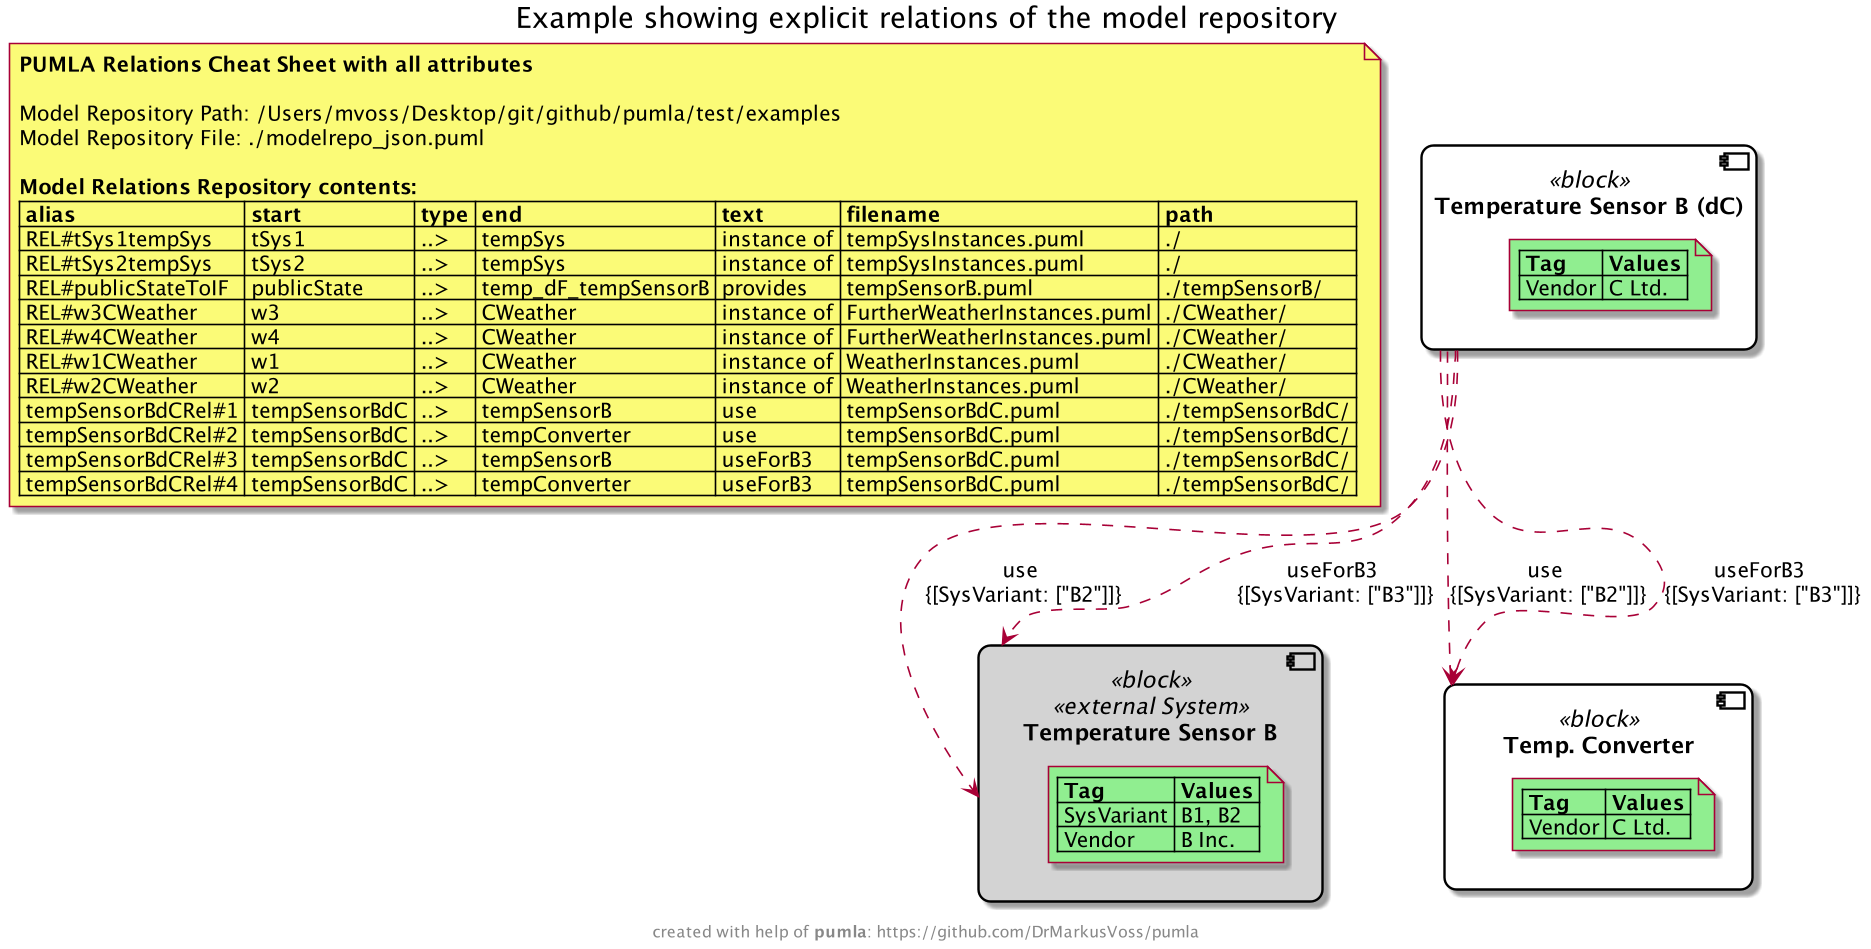 Example showing explicit relations of the model repository
PUMLA Relations Cheat Sheet with all attributes
Model Repository Path: /Users/mvoss/Desktop/git/github/pumla/test/examples
Model Repository File: ./modelrepo_json.puml
Model Relations Repository contents:
alias start type end text filename path
REL#tSys1tempSys tSys1 ..> tempSys instance of tempSysInstances.puml ./
REL#tSys2tempSys tSys2 ..> tempSys instance of tempSysInstances.puml ./
REL#publicStateToIF publicState ..> temp_dF_tempSensorB provides tempSensorB.puml ./tempSensorB/
REL#w3CWeather w3 ..> CWeather instance of FurtherWeatherInstances.puml ./CWeather/
REL#w4CWeather w4 ..> CWeather instance of FurtherWeatherInstances.puml ./CWeather/
REL#w1CWeather w1 ..> CWeather instance of WeatherInstances.puml ./CWeather/
REL#w2CWeather w2 ..> CWeather instance of WeatherInstances.puml ./CWeather/
tempSensorBdCRel#1 tempSensorBdC ..> tempSensorB use tempSensorBdC.puml ./tempSensorBdC/
tempSensorBdCRel#2 tempSensorBdC ..> tempConverter use tempSensorBdC.puml ./tempSensorBdC/
tempSensorBdCRel#3 tempSensorBdC ..> tempSensorB useForB3 tempSensorBdC.puml ./tempSensorBdC/
tempSensorBdCRel#4 tempSensorBdC ..> tempConverter useForB3 tempSensorBdC.puml ./tempSensorBdC/
«block»
Temperature Sensor B (dC)
Tag Values
Vendor C Ltd.
use
{[SysVariant: ["B2"]]}
useForB3
{[SysVariant: ["B3"]]}
use
{[SysVariant: ["B2"]]}
useForB3
{[SysVariant: ["B3"]]}
«block»
«external System»
Temperature Sensor B
Tag Values
SysVariant B1, B2
Vendor B Inc.
«block»
Temp. Converter
Tag Values
Vendor C Ltd.
created with help of pumla: https://github.com/DrMarkusVoss/pumla